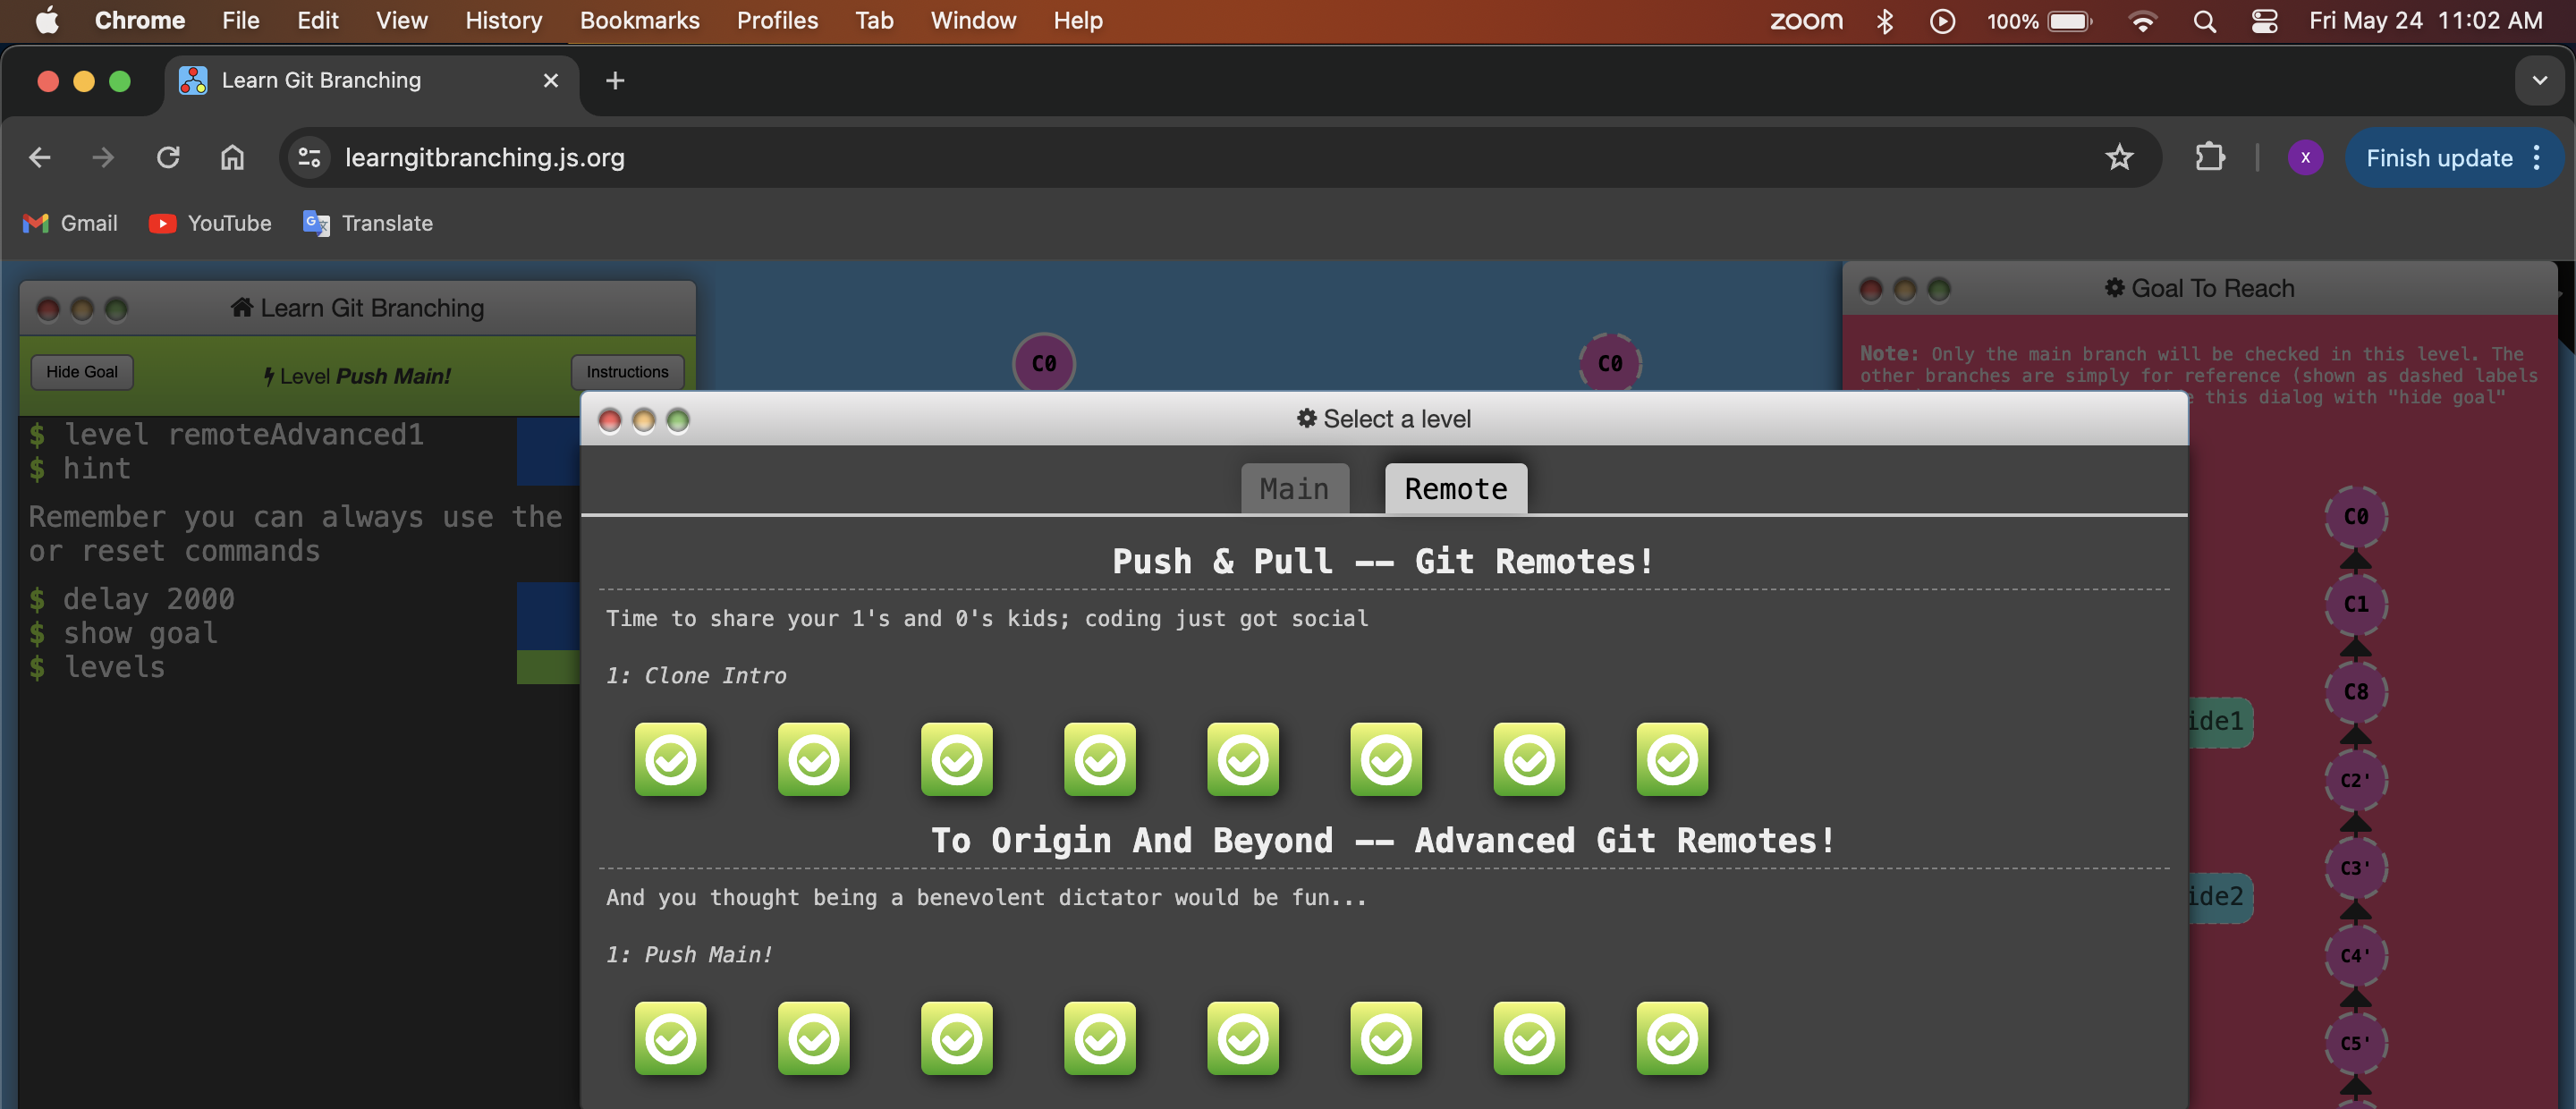 Chrome File Edit View History Bookmarks Profiles Tab Window Help zoom 100% Fri May 24 11:02 AM
Learn Git Branching
learngitbranching.js.org X Finish update
Gmail YouTube Translate
Learn Git Branching
Hide Goal Level Push Main! Instructions
$ level remoteAdvanced1
$ hint
Remember you can always use the
or reset commands
$ delay 2000
$ show goal
$ levels
C0
C0
Goal To Reach
Note: Only the main branch will be checked in this level. The
other branches are simply for reference (shown as dashed labels
this dialog with "hide goal"
Select a level
Main Remote
Push & Pull -- Git Remotes!
Time to share your 1's and 0's kids; coding just got social
1: Clone Intro
To Origin And Beyond -- Advanced Git Remotes!
And you thought being a benevolent dictator would be fun...
1: Push Main!
C0
C1
C8
ide1
C2'
C3'
ide2
C4'
C5'